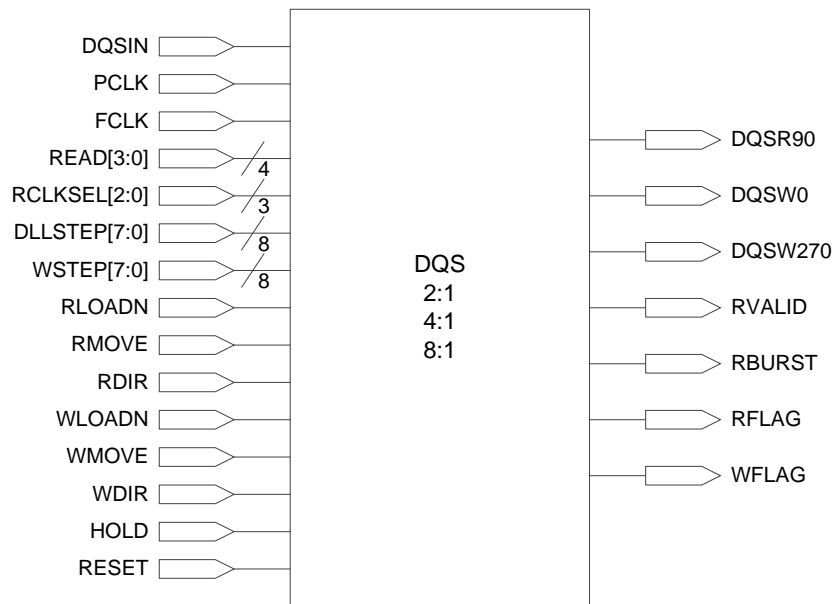 DQSIN
PCLK
FCLK
READ[3:0]
4
RCLKSEL[2:0]
3
DLLSTEP[7:0]
8
WSTEP[7:0]
8
RLOADN
RMOVE
RDIR
WLOADN
WMOVE
WDIR
HOLD
RESET
DQS
2:1
4:1
8:1
DQSR90
DQSW0
DQSW270
RVALID
RBURST
RFLAG
WFLAG